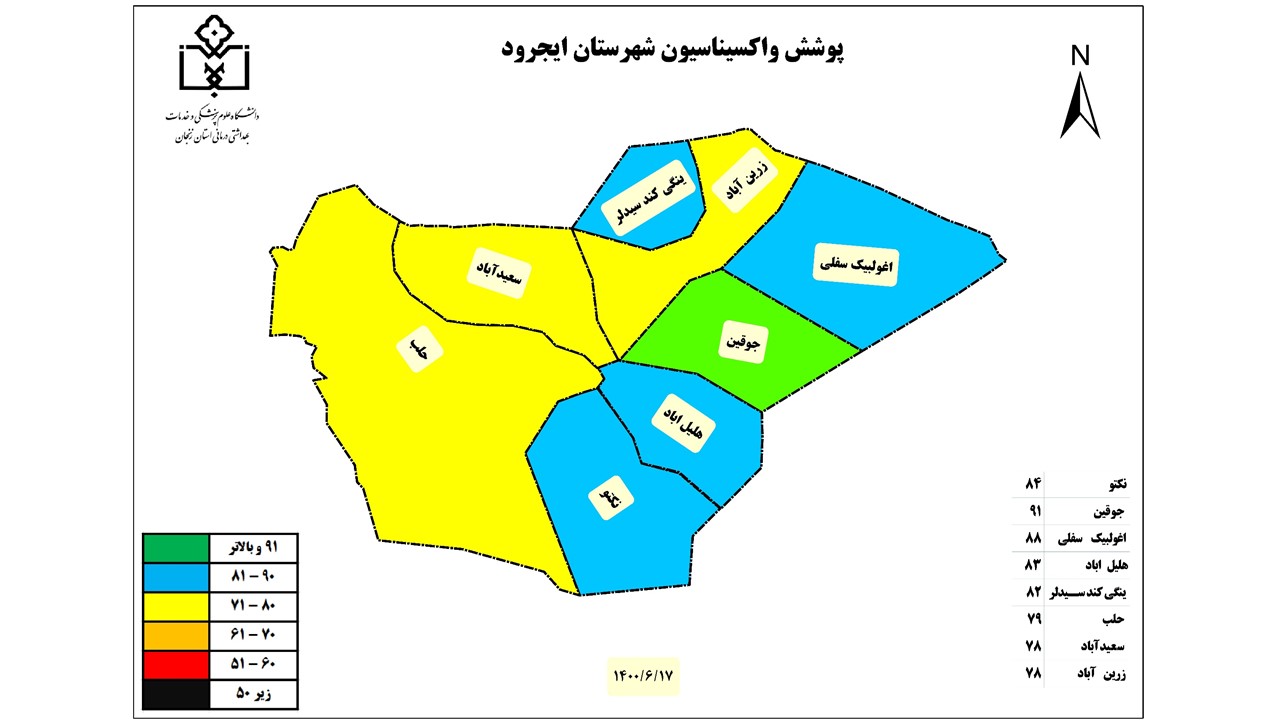 پوشش واکسیناسیون شهرستان ایجرود
N
دانشگاه علوم پزشکی و خدمات
بهداشتی درمانی استان زنجان
زرین آباد
ینگی کند سیدلر
اغولبیک سفلی
سعیدآباد
جوقین
حلب
هلیل اباد
نکتو
نکتو ۸۴
جوقین ۹۱
اغولبیک سفلی ۸۸
هلیل اباد ۸۳
ینگی کند سیدلر ۸۲
حلب ۷۹
سعیدآباد ۷۸
زرین آباد ۷۸
۹۱ و بالاتر
۸۱ - ۹۰
۷۱ - ۸۰
۶۱ - ۷۰
۵۱ - ۶۰
زیر ۵۰
۱۴۰۰/۶/۱۷